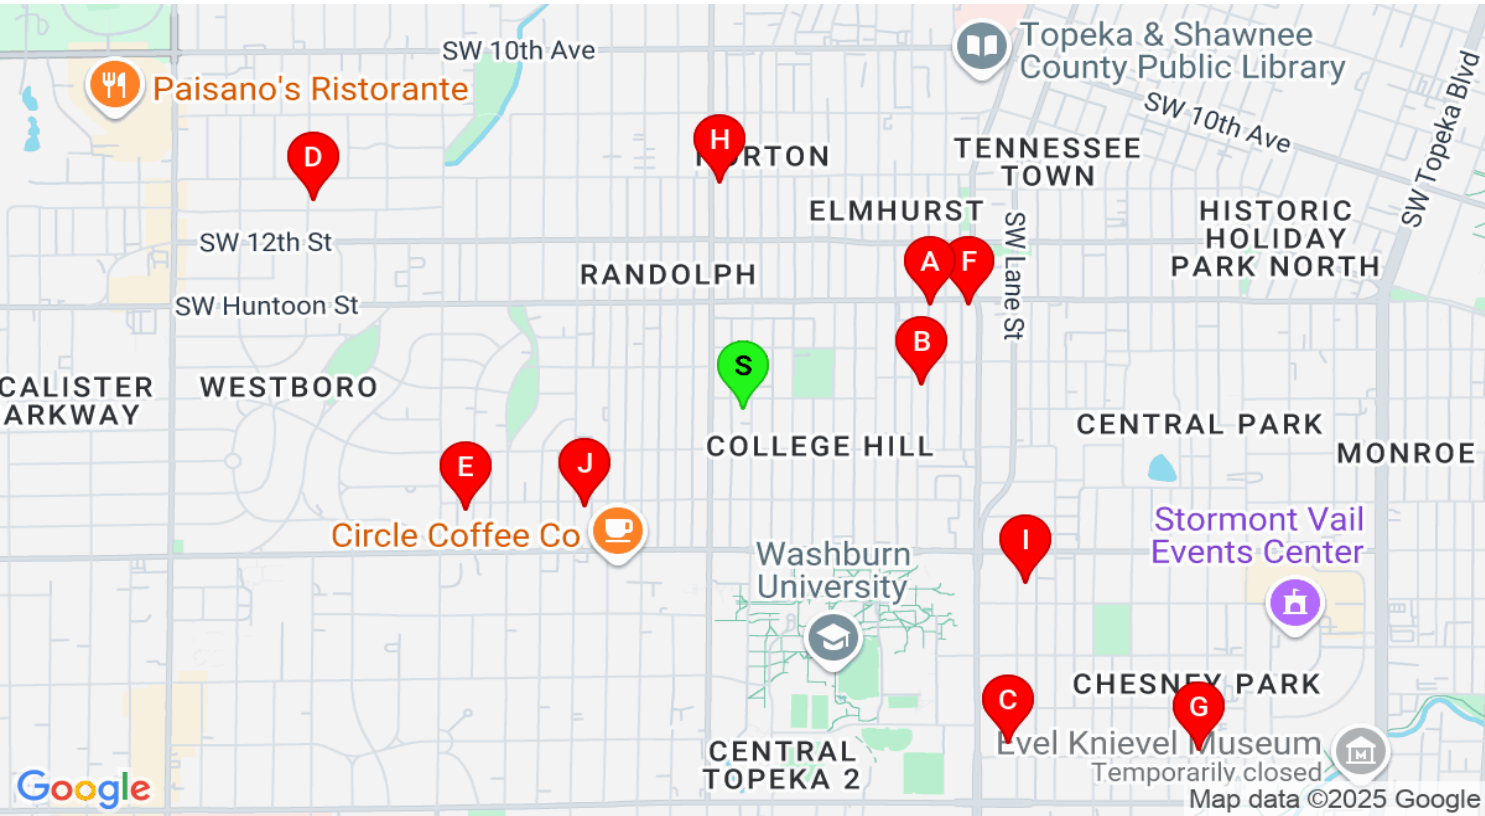 SW 10th Ave
Topeka & Shawnee
County Public Library
Paisano's Ristorante
SW 10th Ave
SW Topeka Blvd
D
H
TENNESSEE
TOWN
ELMHURST
HISTORIC
HOLIDAY
PARK NORTH
SW 12th St
RANDOLPH
A
F
SW Lane St
SW Huntoon St
B
S
CALISTER
ARKWAY
WESTBORO
CENTRAL PARK
COLLEGE HILL
MONROE
E
J
Circle Coffee Co
Stormont Vail
Events Center
I
Washburn
University
CHESNEY PARK
C
G
Evel Knievel Museum
Temporarily closed
CENTRAL
TOPEKA 2
Google
Map data ©2025 Google